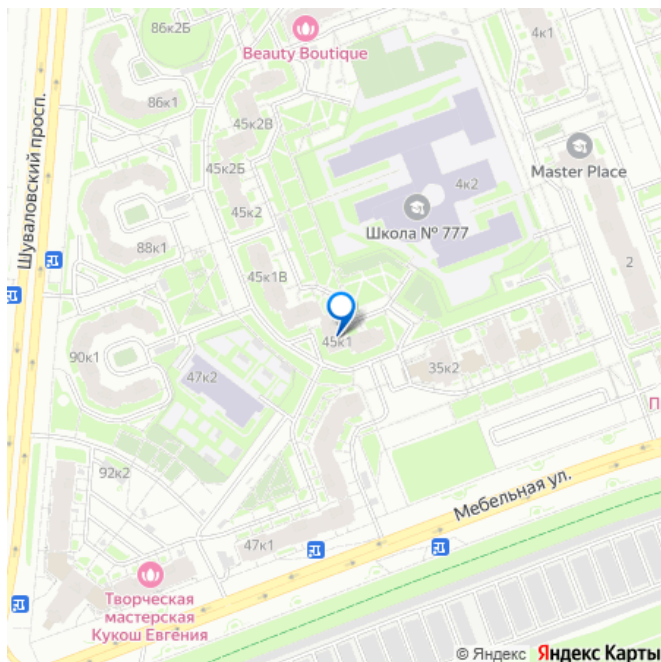 86к2Б
Beauty Boutique
4к1
86к1
45к2В
Шуваловский просп.
45к2Б
Master Place
4к2
45к2
Школа № 777
88к1
45к1В
2
45к1
90к1
35к2
47к2
П
92к2
Мебельная ул.
47к1
Творческая
мастерская
Кукош Евгения
© Яндекс Яндекс Карты